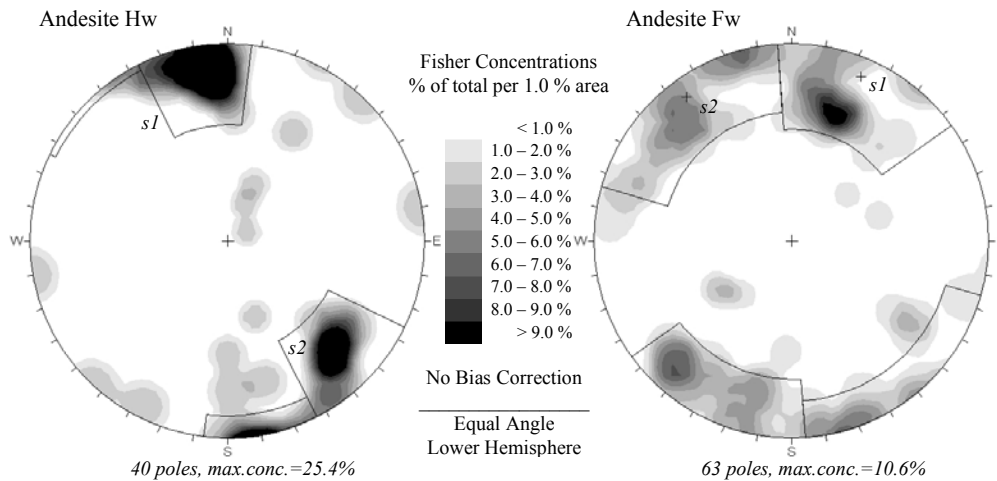 Andesite Hw
Andesite Fw
N
W
E
S
s1
s2
40 poles, max.conc.=25.4%
Fisher Concentrations
% of total per 1.0 % area
< 1.0 %
1.0 – 2.0 %
2.0 – 3.0 %
3.0 – 4.0 %
4.0 – 5.0 %
5.0 – 6.0 %
6.0 – 7.0 %
7.0 – 8.0 %
8.0 – 9.0 %
> 9.0 %
No Bias Correction
Equal Angle
Lower Hemisphere
N
W
E
S
s1
s2
63 poles, max.conc.=10.6%